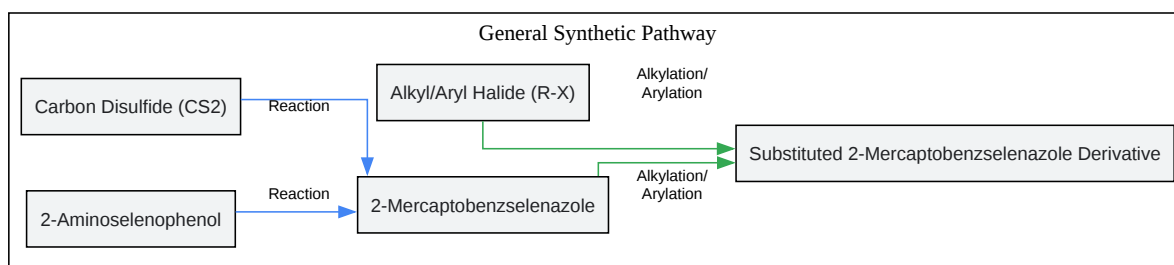 General Synthetic Pathway
Carbon Disulfide (CS2)
Reaction
Alkyl/Aryl Halide (R-X)
Alkylation/
Arylation
Substituted 2-Mercaptobenzselenazole Derivative
2-Aminoselenophenol
Reaction
2-Mercaptobenzselenazole
Alkylation/
Arylation